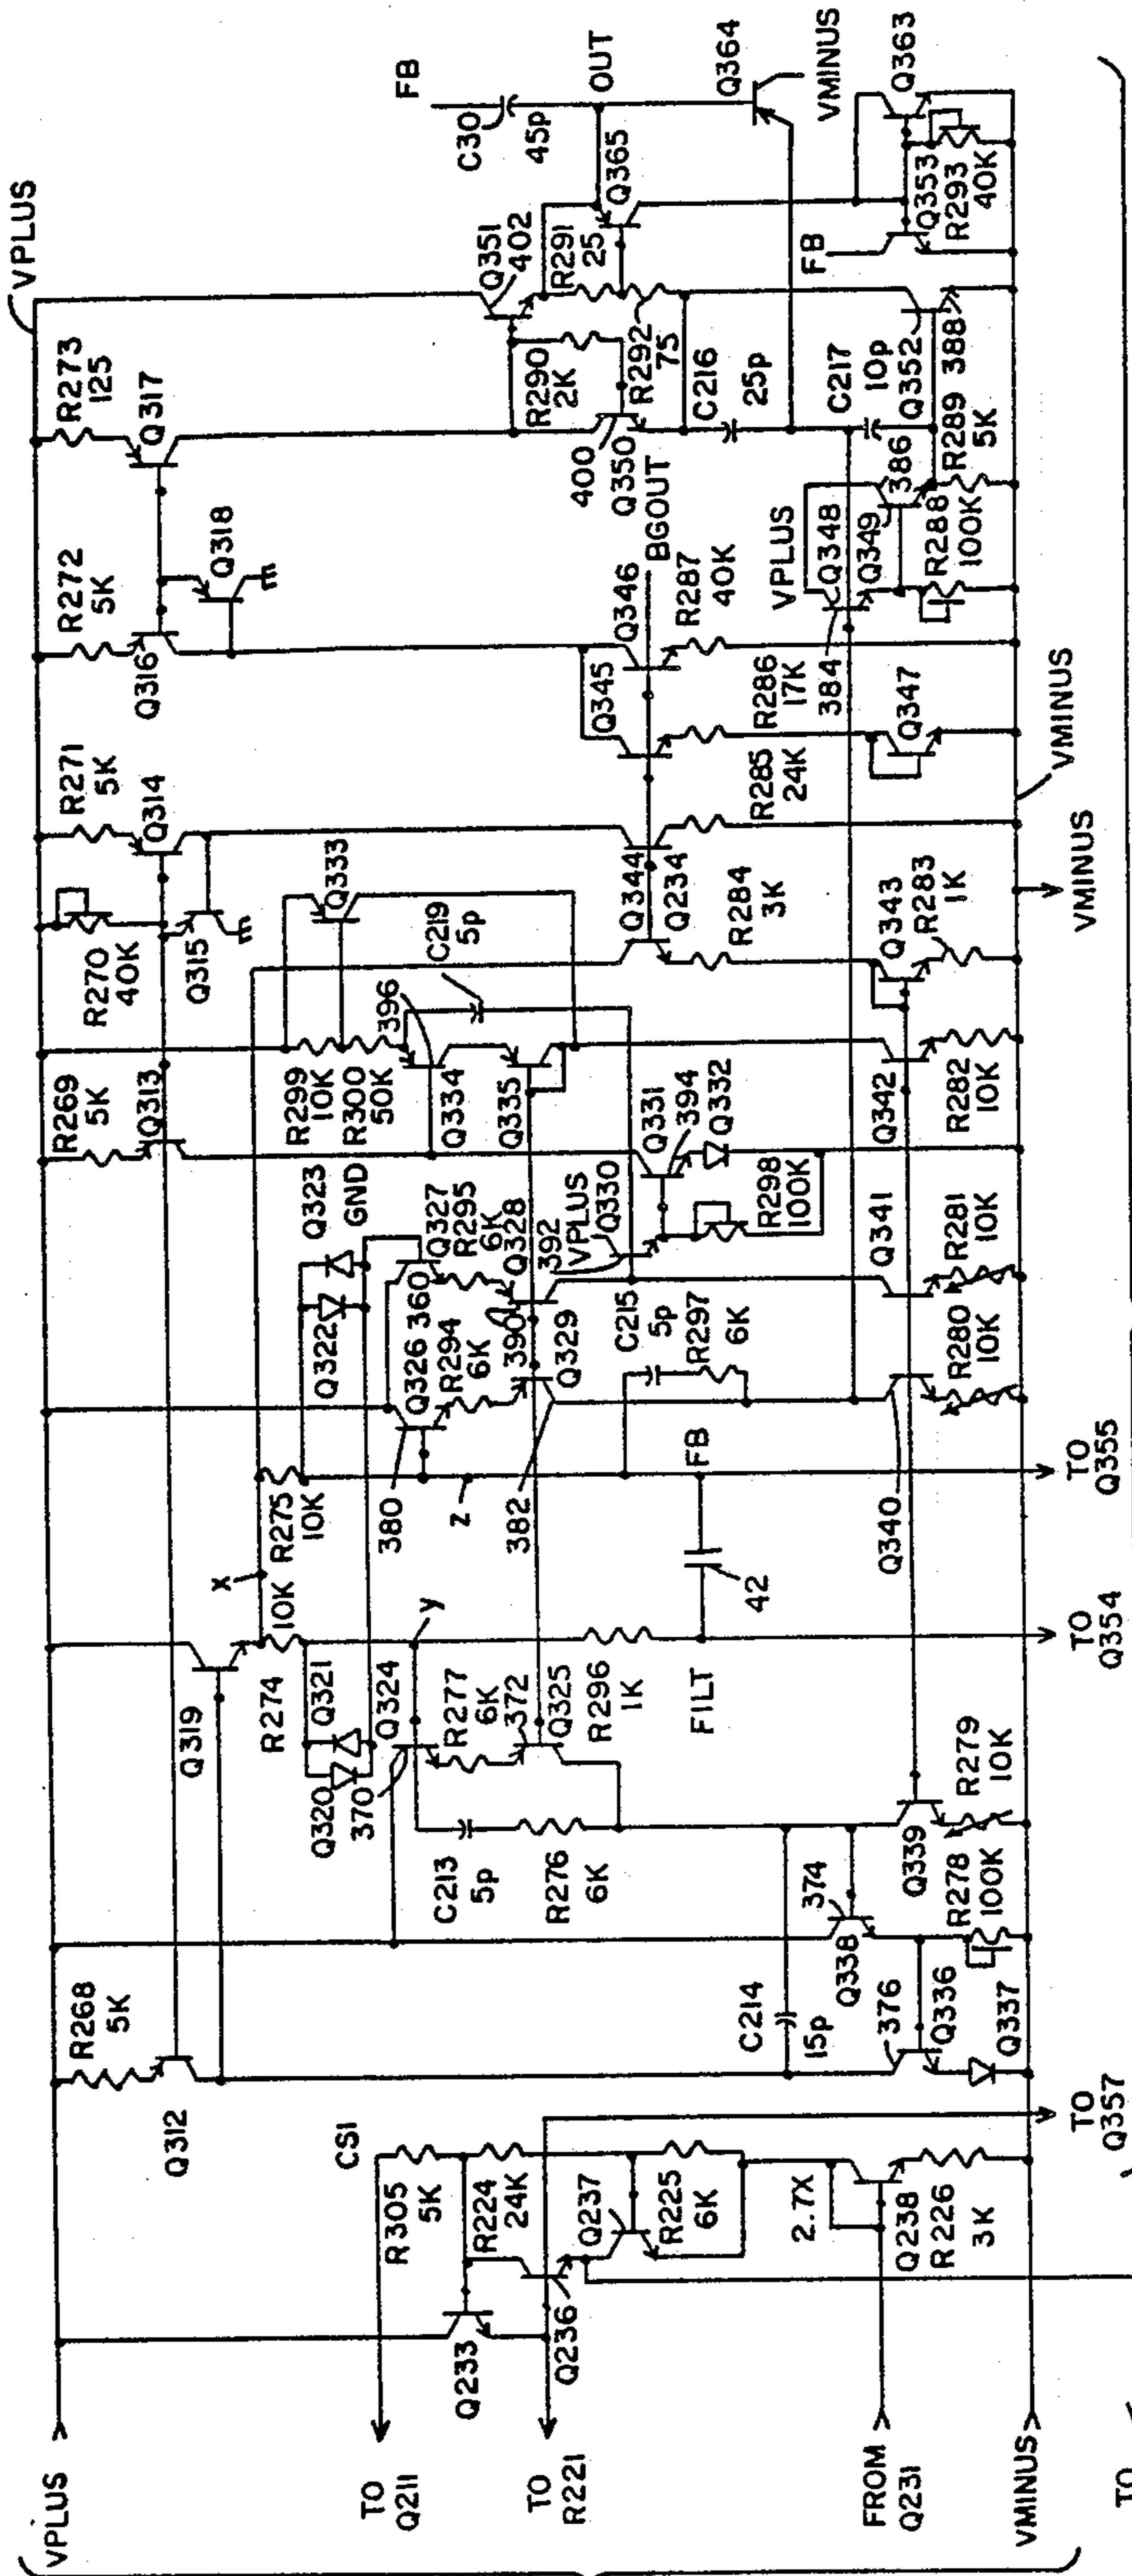 VPLUS
VPLUS
R268
5K
Q312
Q319
R269
5K
Q313
R270
40K
Q315
R271
5K
Q314
R272
5K
Q316
Q318
R273
125
Q317
TO
Q211
CS1
R305
5K
Q233
R224
24K
TO
R221
Q236
Q237
R225
6K
2.7X
Q238
R226
3K
FROM
Q231
VMINUS
TO
Q357
TO
x
10K
R274
R275
10K
Q320
Q321
370
Q324
y
R277
6K
372
Q325
C213
5p
R276
6K
R296
1K
FILT
42
FB
C214
15p
374
Q338
376
Q336
Q337
R278
100K
Q339
R279
10K
TO
Q354
TO
Q355
Q322
Q323
GND
380
z
Q326
360
Q327
R294
6K
R295
6K
390
Q328
Q329
382
392
VPLUS
Q330
C215
5p
R297
6K
R298
100K
Q331
394
Q332
Q340
R280
10K
Q341
R281
10K
Q342
R282
10K
R299
10K
R300
50K
Q333
C219
5p
396
Q334
Q335
Q344
Q234
R284
3K
Q343
R283
1K
R285
24K
Q345
Q346
BGOUT
R286
17K
R287
40K
Q347
VMINUS
VMINUS
384
VPLUS
Q348
Q349
386
R288
100K
R289
5K
388
Q352
C217
10p
C216
25p
400
Q350
R290
2K
Q351
402
R291
25
R292
75
Q365
FB
C30
45p
OUT
Q364
VMINUS
FB
Q353
R293
40K
Q363